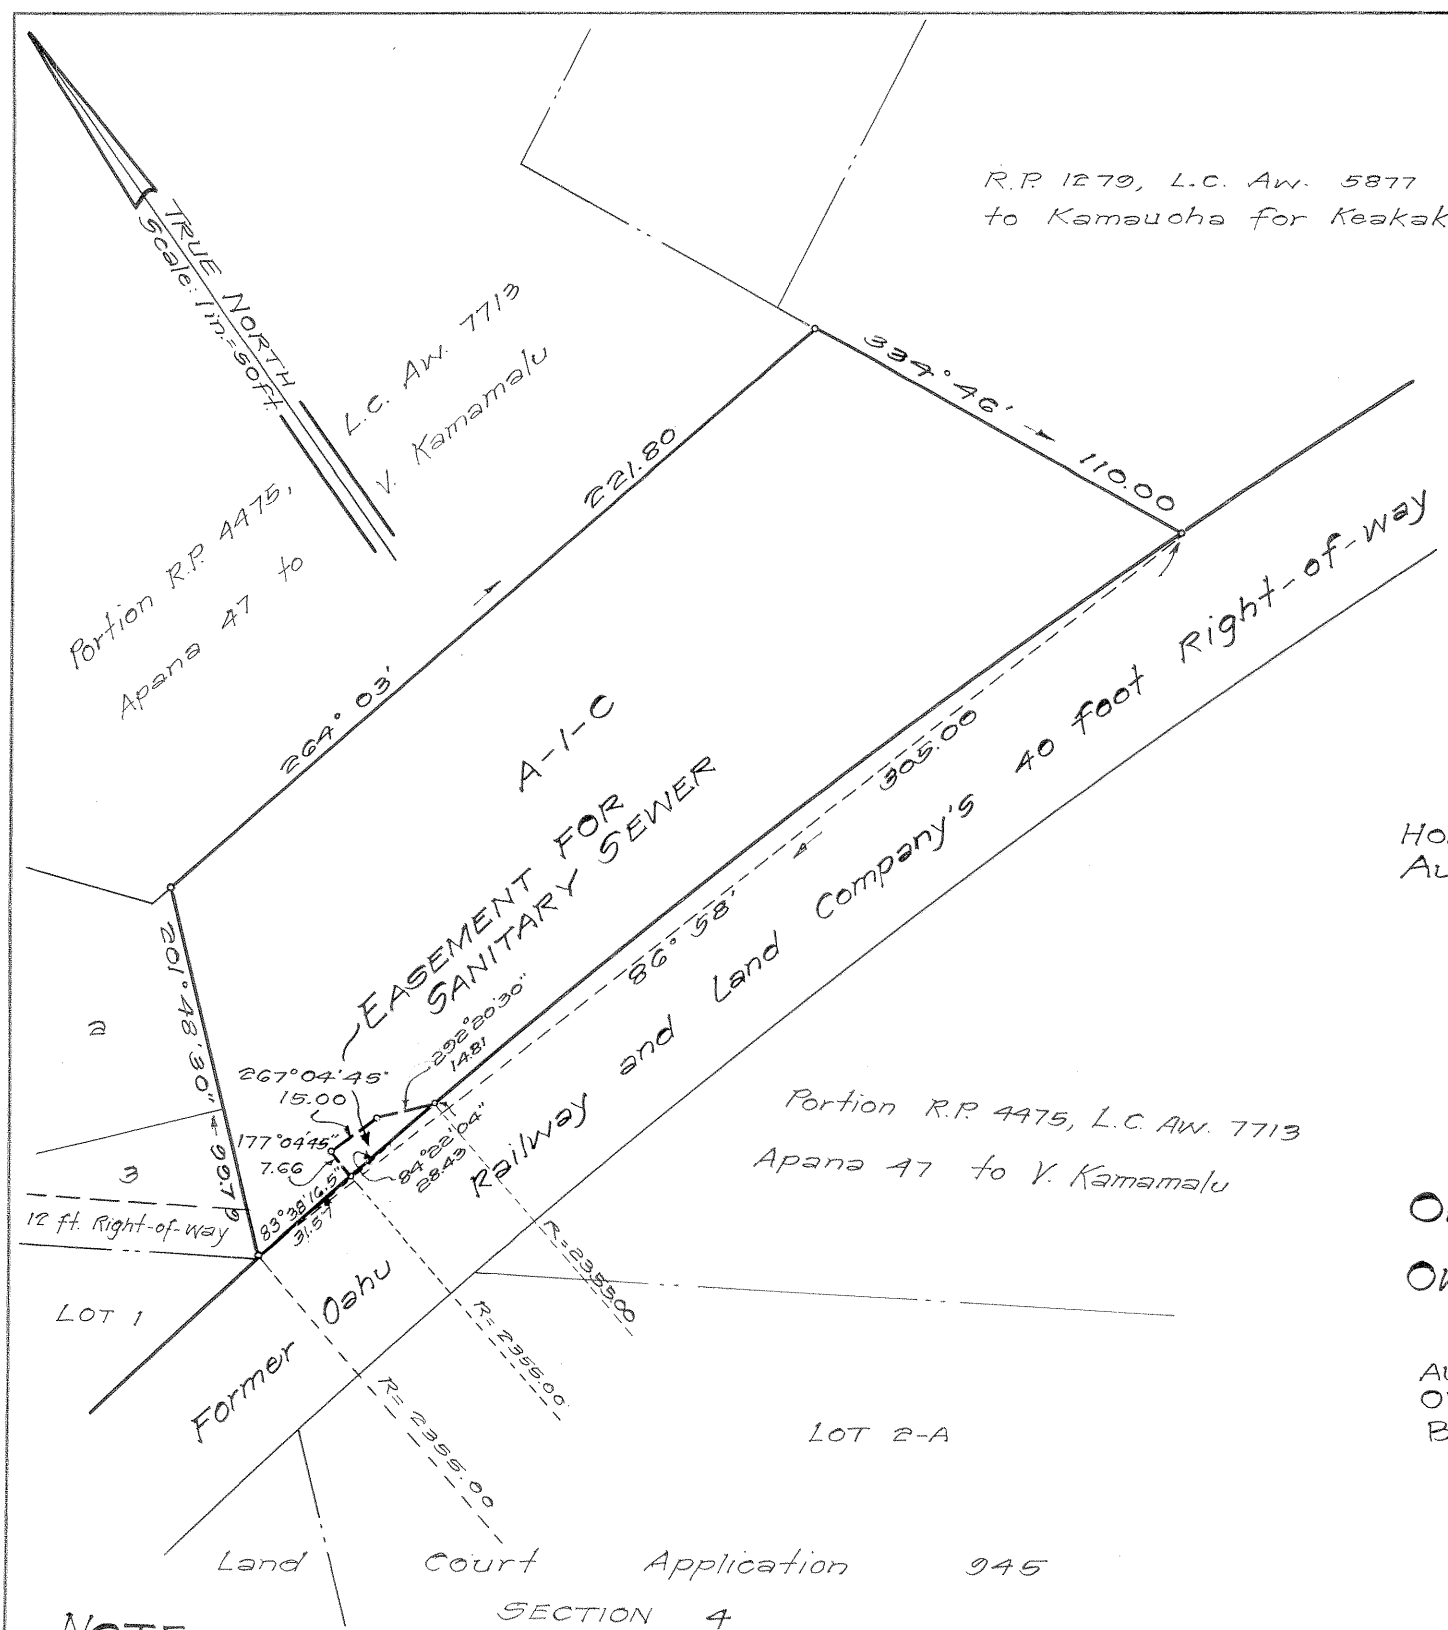 TRUE NORTH
Scale: 1in.=50ft.
R.P. 1279, L.C. Aw. 5877
to Kamauoha for Keakak
L.C. Aw. 7713
V. Kamamalu
Portion R.P. 4475,
Apana 47 to
334° 46'
110.00
221.80
264° 03'
40 foot Right-of-way
A-1-C
305.00
86° 58'
EASEMENT FOR
SANITARY SEWER
Railway and Land Company's
Former Oahu
201° 48' 30"
99.79
2
3
12 ft. Right-of-way
LOT 1
292°20'30"
14.81
267°04'45"
15.00
177°04'45"
7.66
84°22'04"
28.43
83°38'16.5"
31.57
Portion R.P. 4475, L.C. Aw. 7713
Apana 47 to V. Kamamalu
R=2355.00
R=2355.00
R=2355.00
LOT 2-A
Land Court Application 945
SECTION 4
NOTE